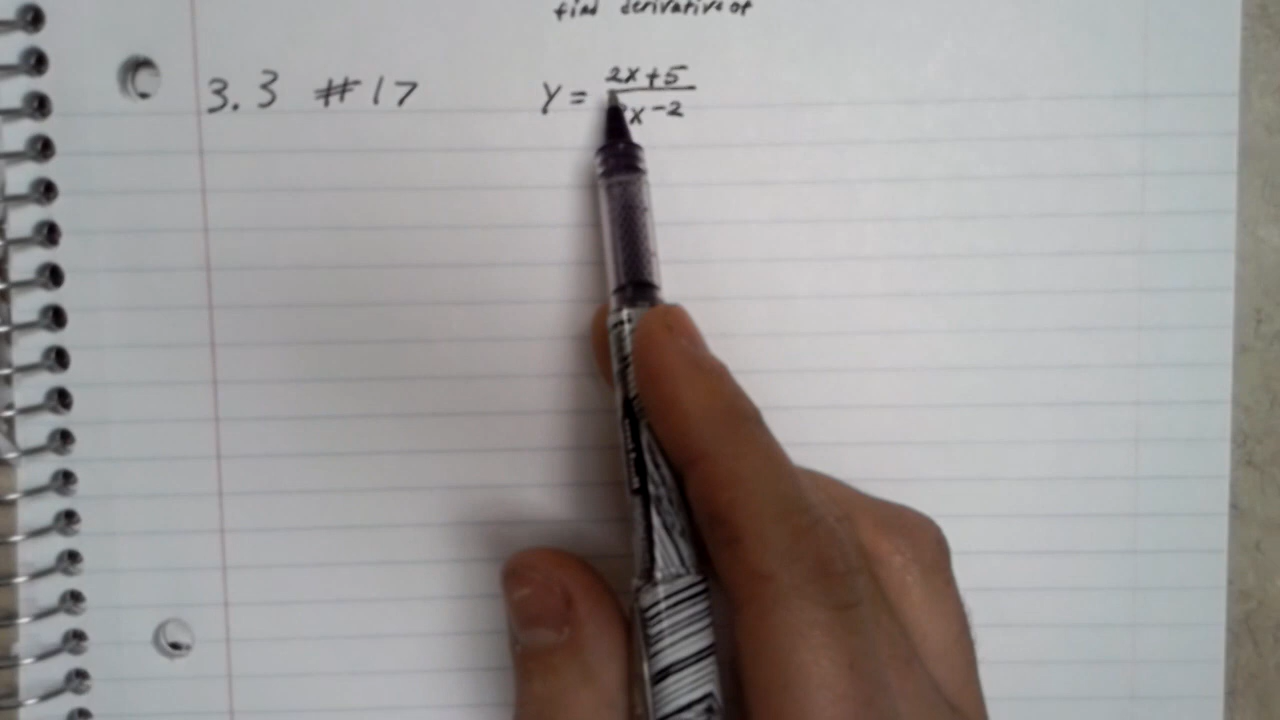 find derivative of
3.3 #17 y = 2x+5
x-2